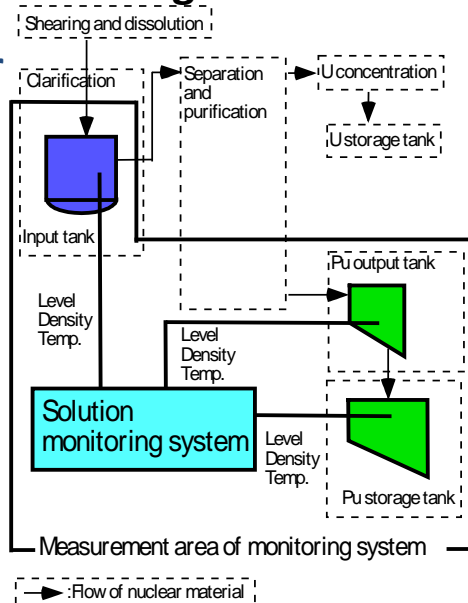 Shearing and dissolution
Clarification
Separation
and
purification
U concentration
U storage tank
Input tank
Pu output tank
Level
Density
Temp.
Level
Density
Temp.
Solution
monitoring system
Level
Density
Temp.
Pu storage tank
Measurement area of monitoring system
:Flow of nuclear material